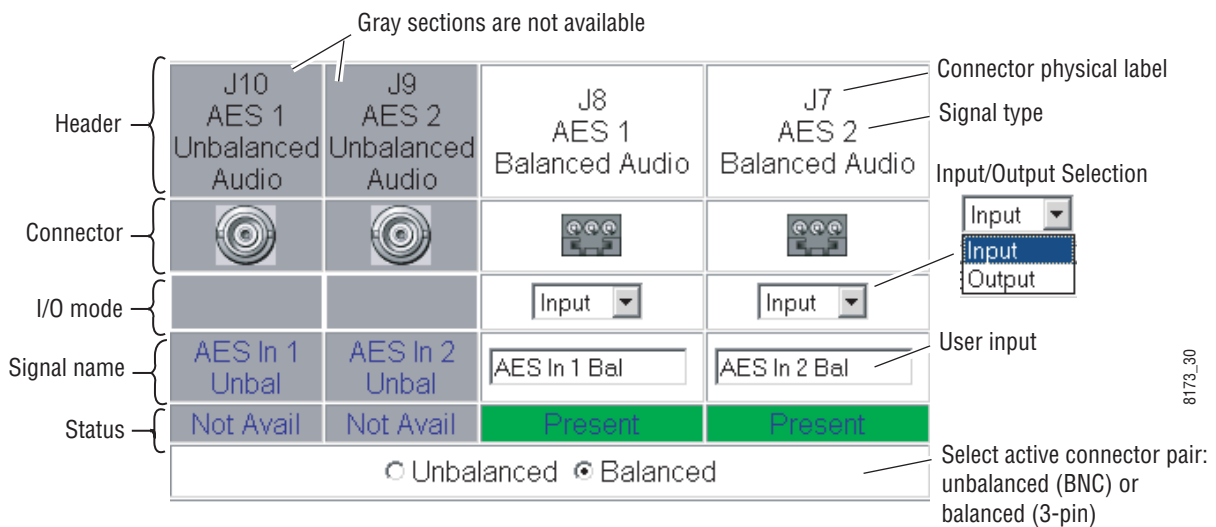 Gray sections are not available
Header
J10
AES 1
Unbalanced
Audio
J9
AES 2
Unbalanced
Audio
J8
AES 1
Balanced Audio
J7
AES 2
Balanced Audio
Connector physical label
Signal type
Input/Output Selection
Input
Input
Output
Connector
I/O mode
Input
Input
Signal name
AES In 1
Unbal
AES In 2
Unbal
AES In 1 Bal
AES In 2 Bal
User input
Status
Not Avail
Not Avail
Present
Present
Unbalanced
Balanced
Select active connector pair:
unbalanced (BNC) or
balanced (3-pin)
8173_30